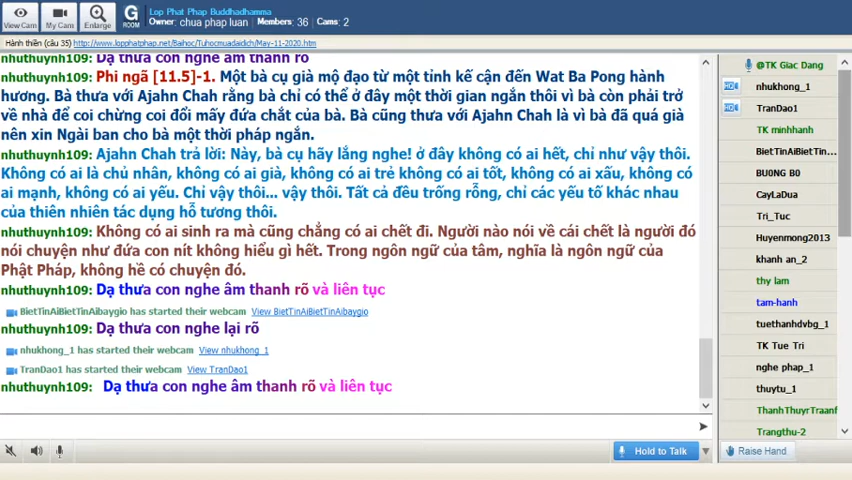 View Cam
My Cam
Enlarge
G
ROOM
Lop Phat Phap Buddhadhamma
Owner: chua phap luan
Members: 36
Cams: 2
Hành thiền (câu 35) http://www.lopphatphap.net/Baihoc/Tuhocmuadaidich/May-11-2020.htm
nhuthuynh109: Dạ thưa con nghe âm thanh rõ
nhuthuynh109: Phi ngã [11.5]-1. Một bà cụ già mộ đạo từ một tỉnh kế cận đến Wat Ba Pong hành
hương. Bà thưa với Ajahn Chah rằng bà chỉ có thể ở đây một thời gian ngắn thôi vì bà còn phải trở
về nhà để coi chừng coi đổi mấy đứa chắt của bà. Bà cũng thưa với Ajahn Chah là vì bà đã quá già
nên xin Ngài ban cho bà một thời pháp ngắn.
nhuthuynh109: Ajahn Chah trả lời: Này, bà cụ hãy lắng nghe! ở đây không có ai hết, chỉ như vậy thôi.
Không có ai là chủ nhân, không có ai già, không có ai trẻ không có ai tốt, không có ai xấu, không có
ai mạnh, không có ai yếu. Chỉ vậy thôi... vậy thôi. Tất cả đều trống rỗng, chỉ các yếu tố khác nhau
của thiên nhiên tác dụng hỗ tương thôi.
nhuthuynh109: Không có ai sinh ra mà cũng chẳng có ai chết đi. Người nào nói về cái chết là người đó
nói chuyện như đứa con nít không hiểu gì hết. Trong ngôn ngữ của tâm, nghĩa là ngôn ngữ của
Phật Pháp, không hề có chuyện đó.
nhuthuynh109: Dạ thưa con nghe âm thanh rõ và liên tục
BietTinAiBietTinAibaygio has started their webcam View BietTinAiBietTinAibaygio
nhuthuynh109: Dạ thưa con nghe lại rõ
nhukhong_1 has started their webcam View nhukhong_1
TranDao1 has started their webcam View TranDao1
nhuthuynh109: Dạ thưa con nghe âm thanh rõ và liên tục
@TK Giac Dang
HD
nhukhong_1
HD
TranDao1
TK minhhanh
BietTinAiBietTin...
BU0NG B0
CayLaDua
Tri_Tuc
Huyenmong2013
khanh an_2
thy lam
tam-hanh
tuethanhdvbg_1
TK Tue Tri
nghe phap_1
thuytu_1
ThanhThuyrTraanf
Trangthu-2
Hold to Talk
Raise Hand